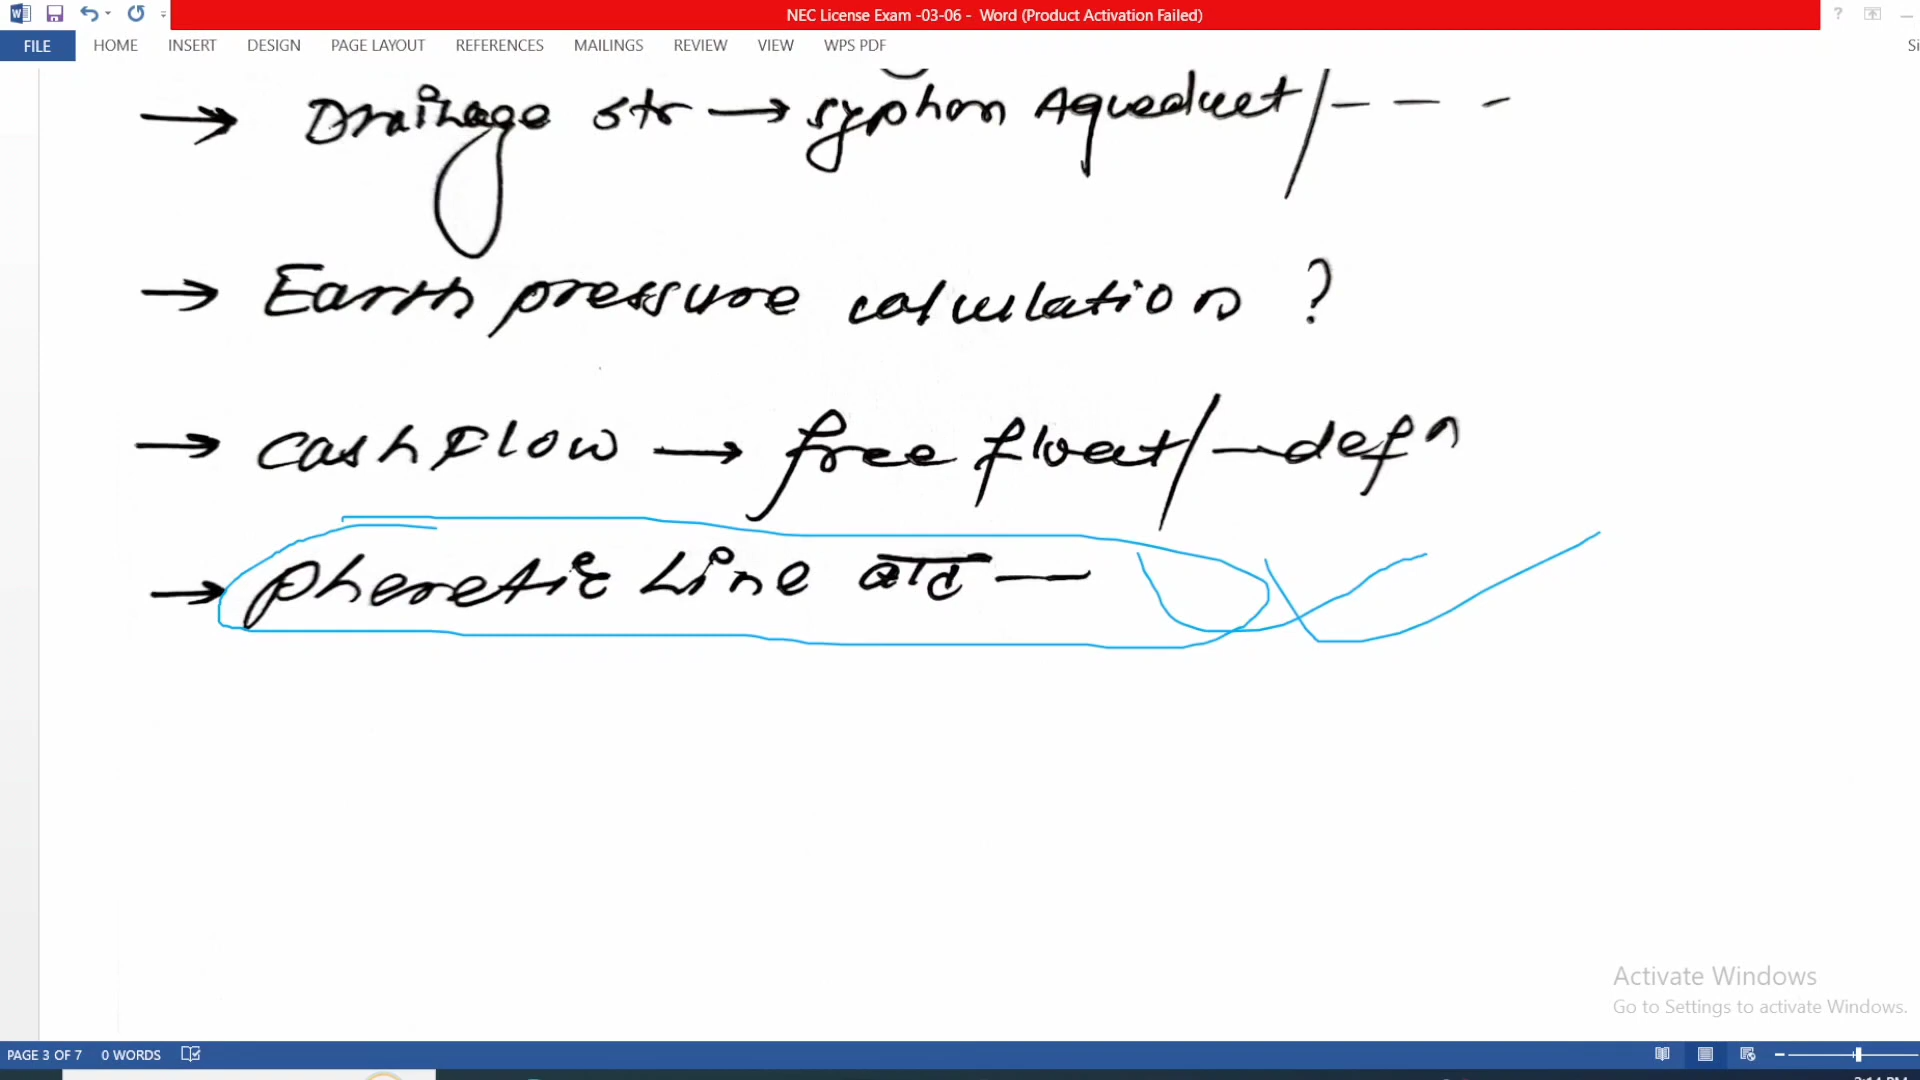 NEC License Exam -03-06 - Word (Product Activation Failed)
FILE HOME INSERT DESIGN PAGE LAYOUT REFERENCES MAILINGS REVIEW VIEW WPS PDF Si
→ Drainage str → syphon Aqueduct/- - -
→ Earth pressure calculation ?
→ cash flow → free float/—defn
→ pheretic Line
Activate Windows
Go to Settings to activate Windows.
PAGE 3 OF 7 0 WORDS